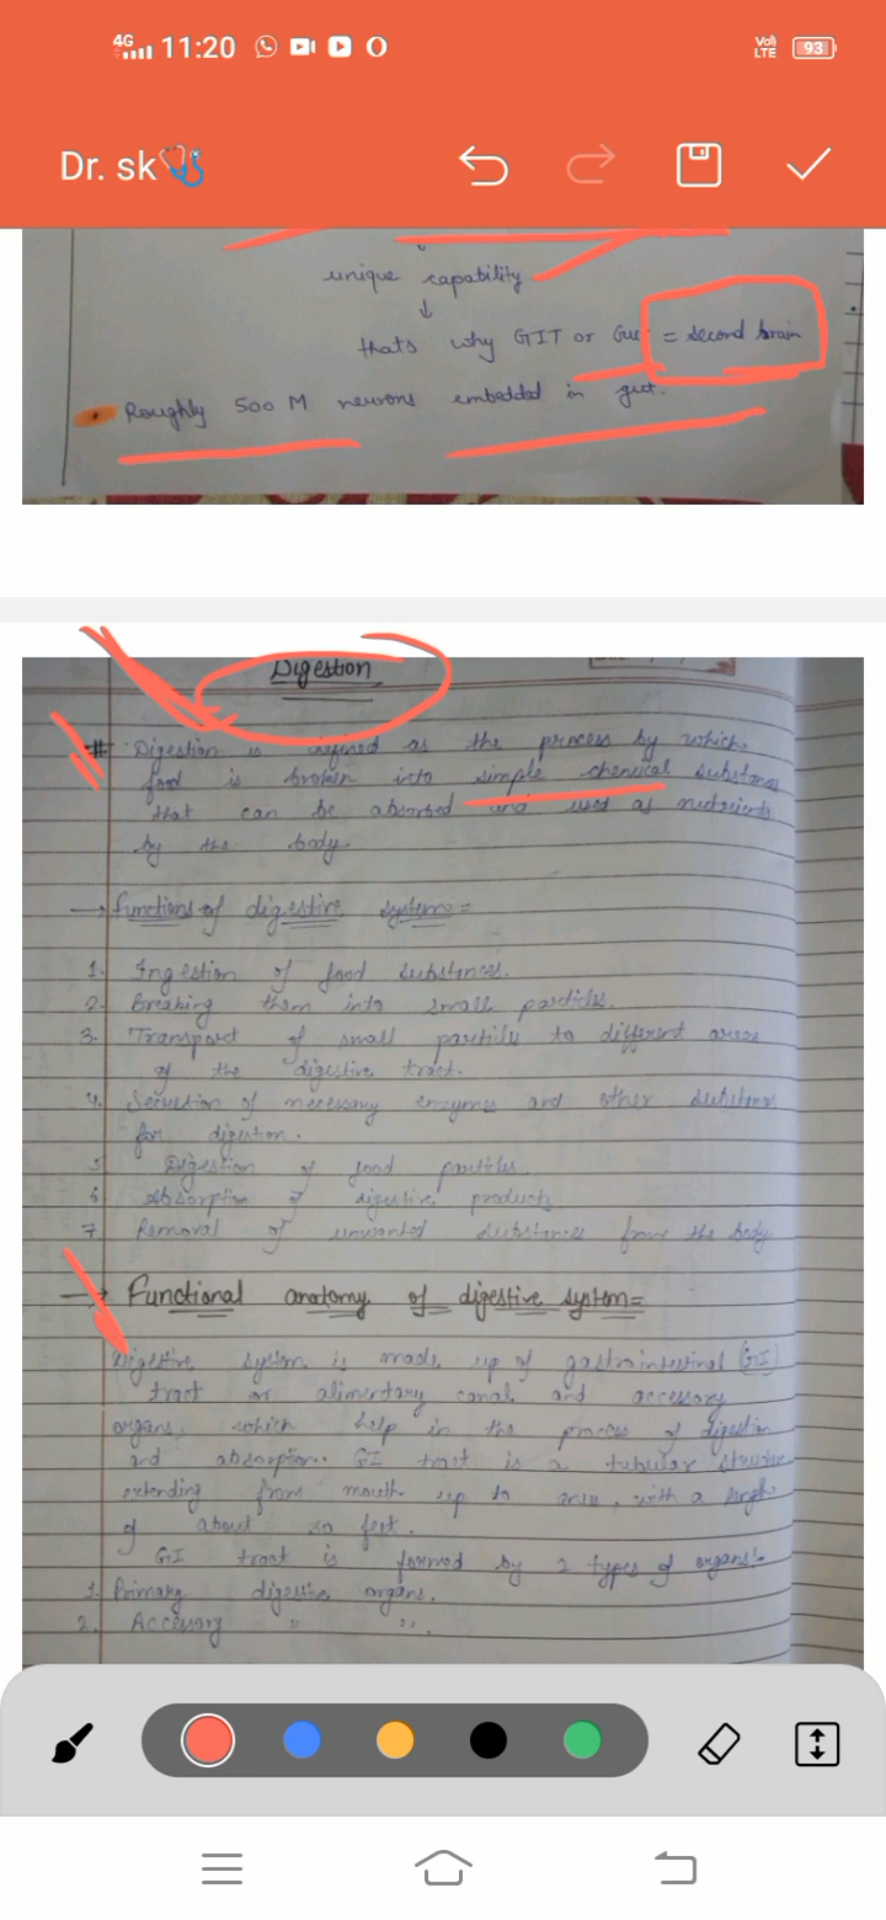 4G 11:20 Vo) LTE 93
Dr. sk🩺
unique capability
↓
thats why GIT or Gut = second brain
Roughly 500 M neurons embedded in gut.
Digestion
# Digestion is defined as the process by which
food is broken into simple chemical substances
that can be absorbed and used as nutrients
by the body.
→ functions of digestive system =
1. Ingestion of food substances.
2. Breaking them into small particles.
3. Transport of small particles to different areas
of the digestive tract.
4. Secretion of necessary enzymes and other substances
for digestion.
5 Digestion of food particles.
6 Absorption of digestive products
7. Removal of unwanted substances from the body
→ Functional anatomy of digestive system=
Digestive system is made up of gastrointestinal (GI)
tract or alimentary canal and accessory
organs, which help in the process of digestion
and absorption. GI tract is a tubular structure
extending from mouth up to anus, with a
of about 30 feet.
GI tract is formed by 2 types of organs:-
1. Primary digestive organs.
2. Accessory " ".